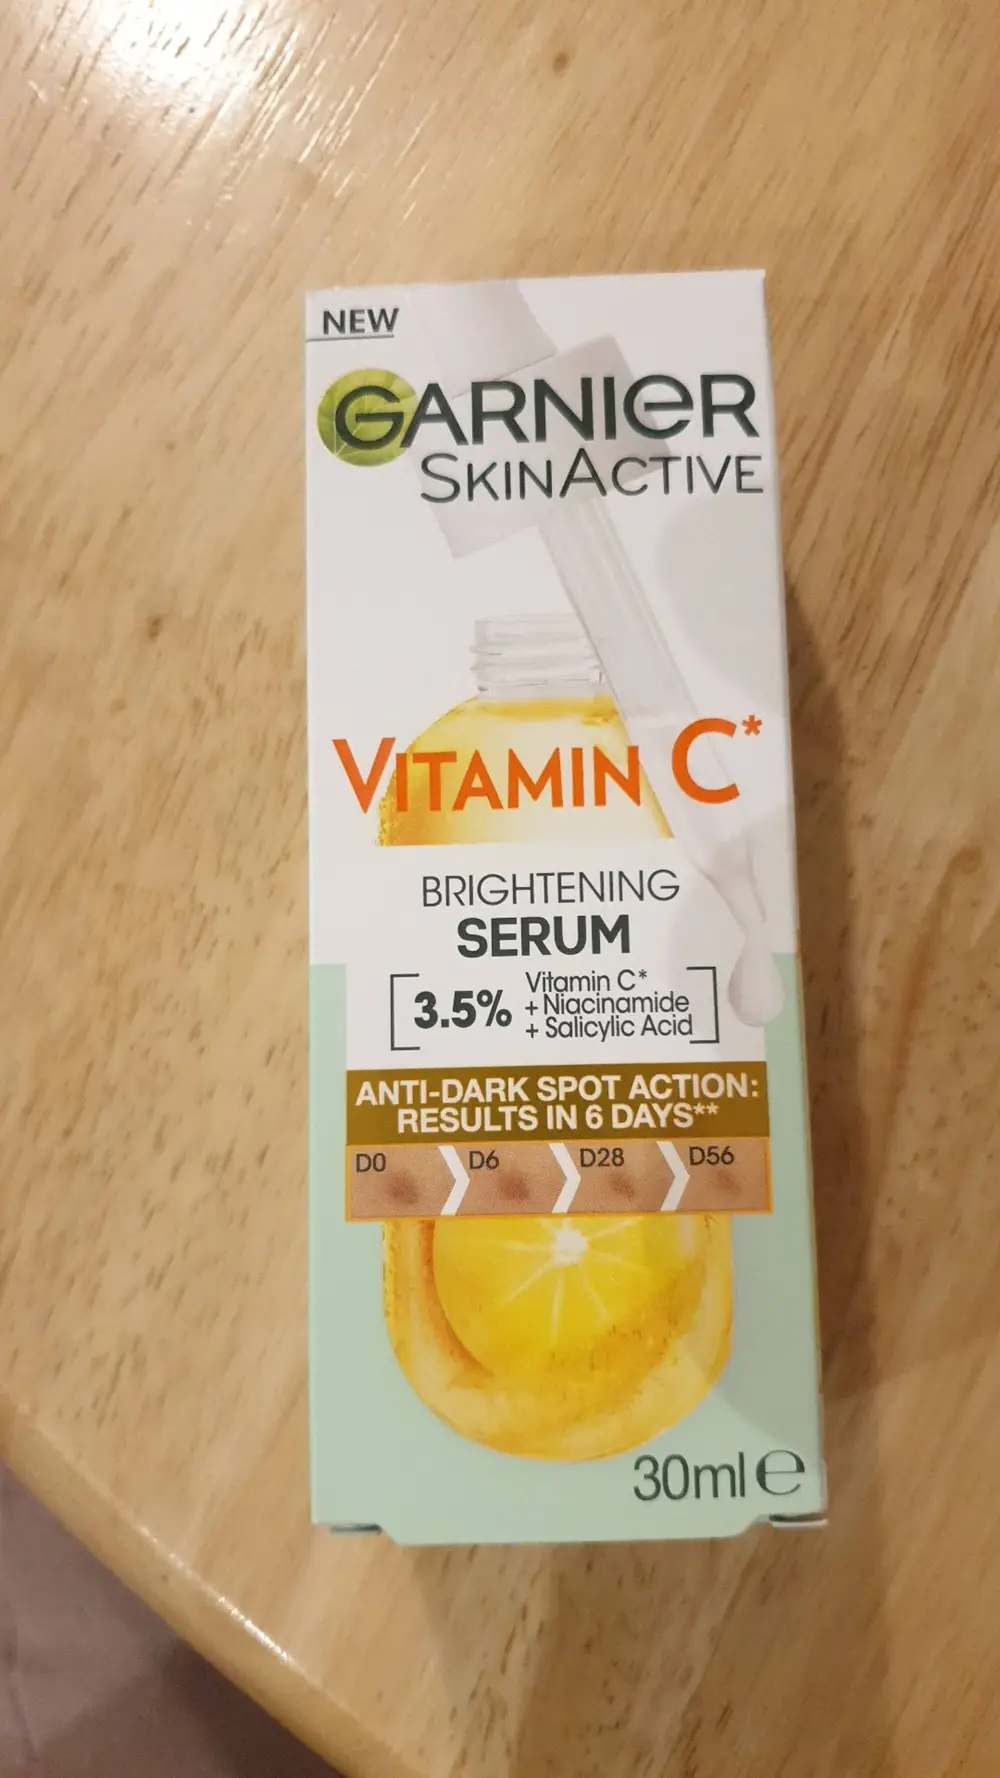 NEW
GARNIER
SKINACTIVE
VITAMIN C*
BRIGHTENING
SERUM
3.5% Vitamin C*
+ Niacinamide
+ Salicylic Acid
ANTI-DARK SPOT ACTION:
RESULTS IN 6 DAYS**
D0 D6 D28 D56
30ml e